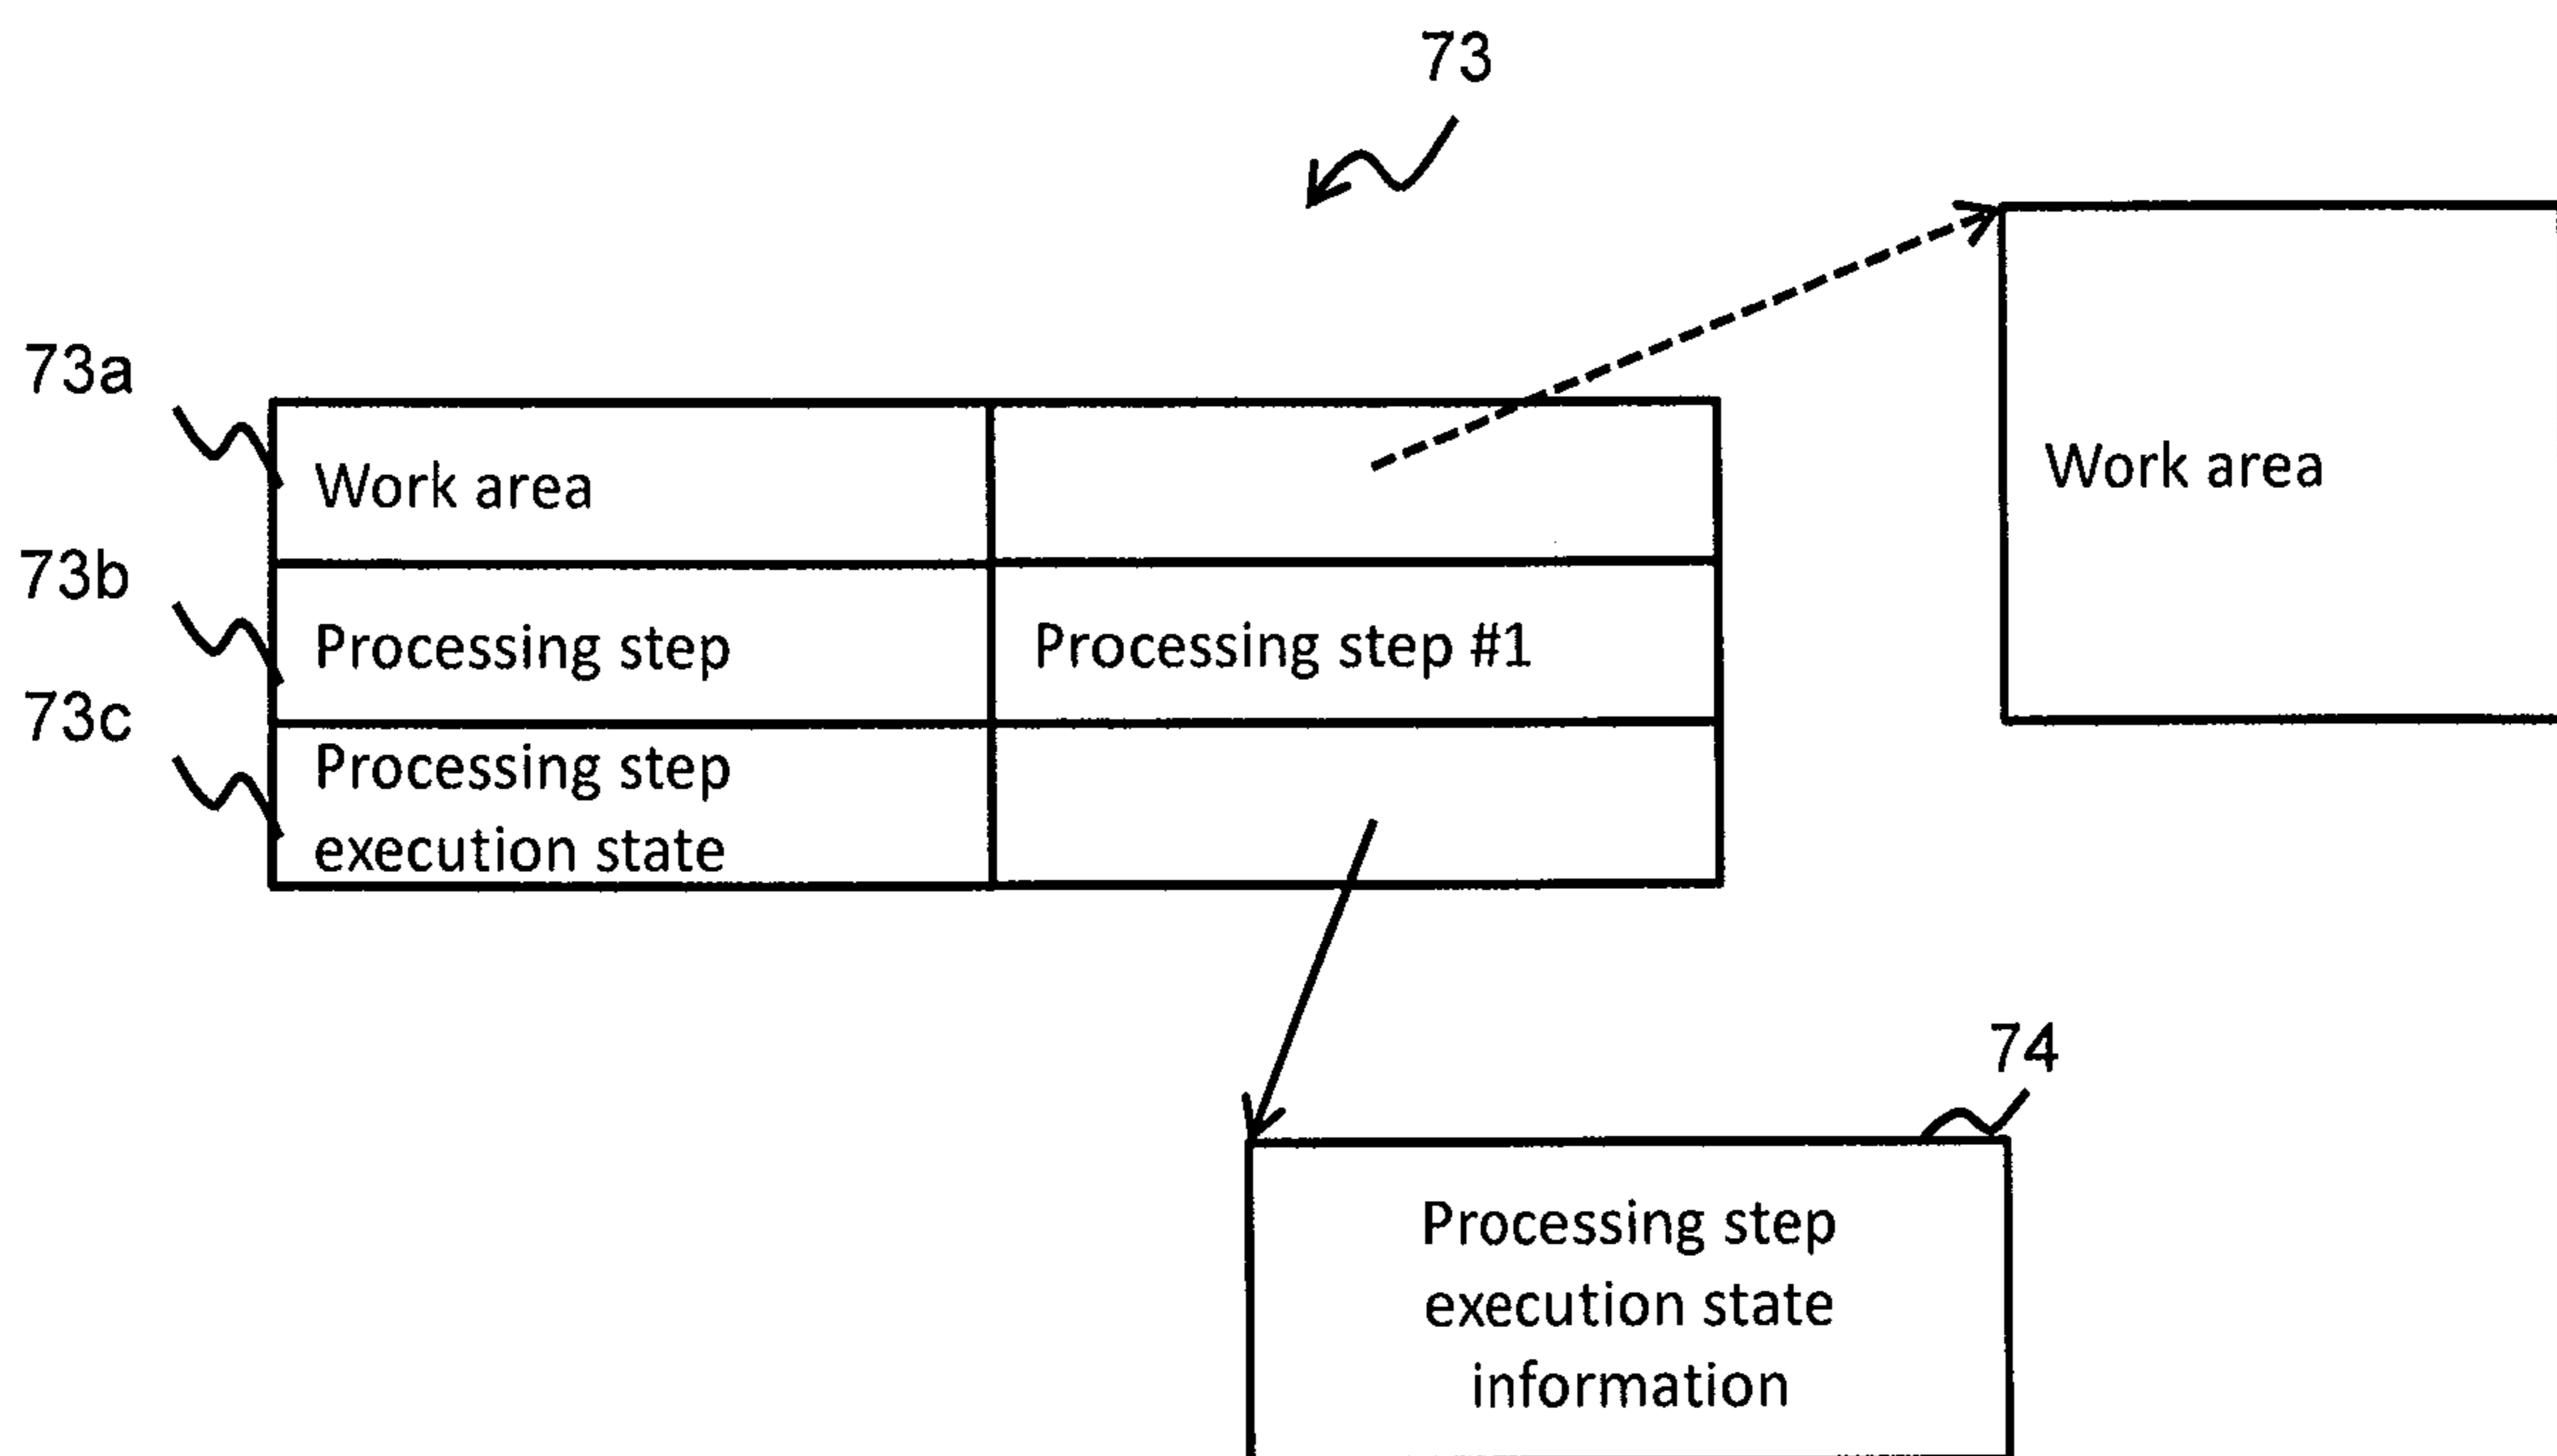 73
73a
Work area
Work area
73b
Processing step
Processing step #1
73c
Processing step
execution state
74
Processing step
execution state
information